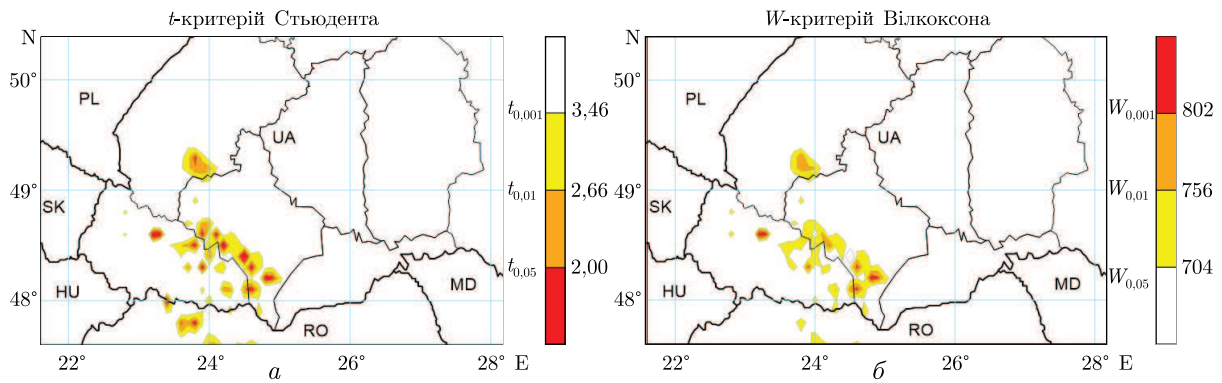 t-критерій Стьюдента
N
50°
49°
48°
PL
UA
SK
HU
RO
MD
22
24
26
28
E
а
t0,001
3,46
t0,01
2,66
t0,05
2,00
W-критерій Вілкоксона
N
50°
49°
48°
PL
UA
SK
HU
RO
MD
22
24
26
28°
E
б
W0,001
802
W0,01
756
W0,05
704